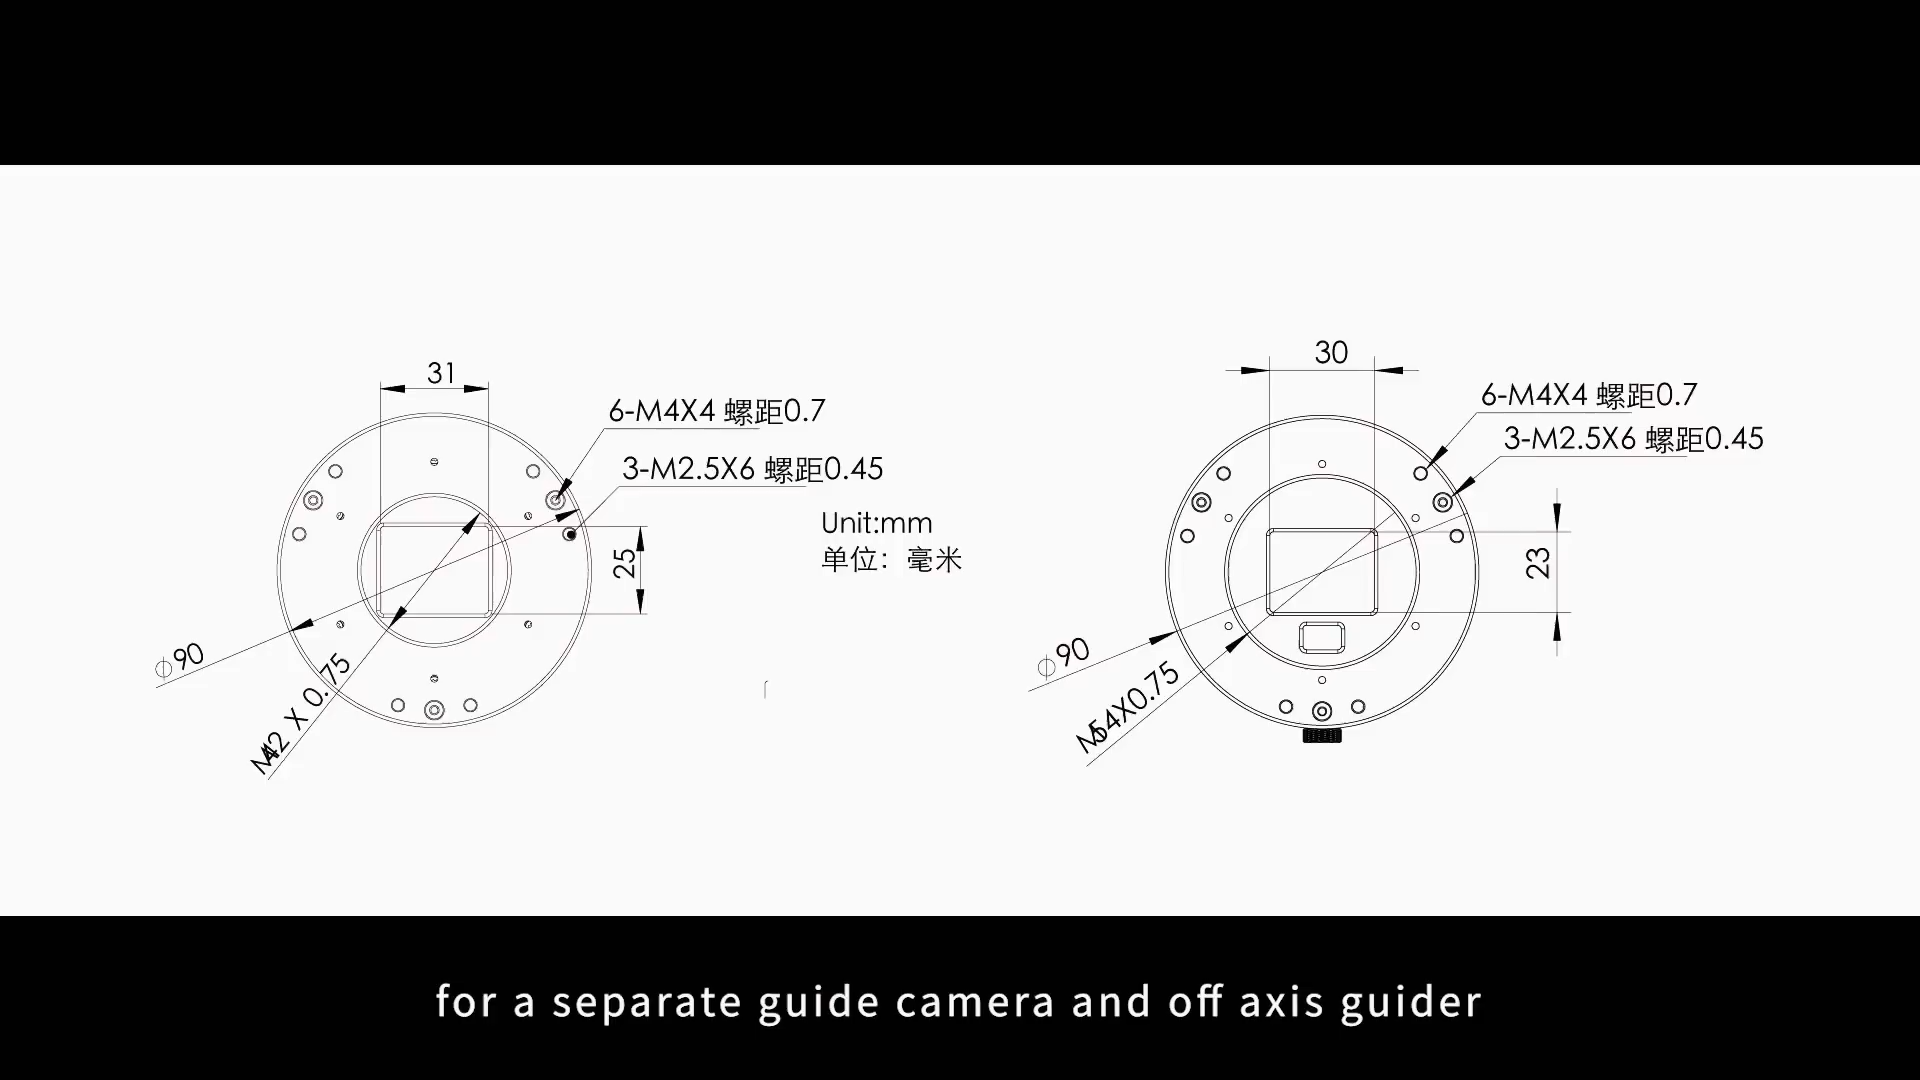 31
6-M4X4 螺距0.7
3-M2.5X6 螺距0.45
25
∅90
M42 X 0.75
Unit:mm
单位：毫米
30
6-M4X4 螺距0.7
3-M2.5X6 螺距0.45
23
∅90
M54X0.75
for a separate guide camera and off axis guider